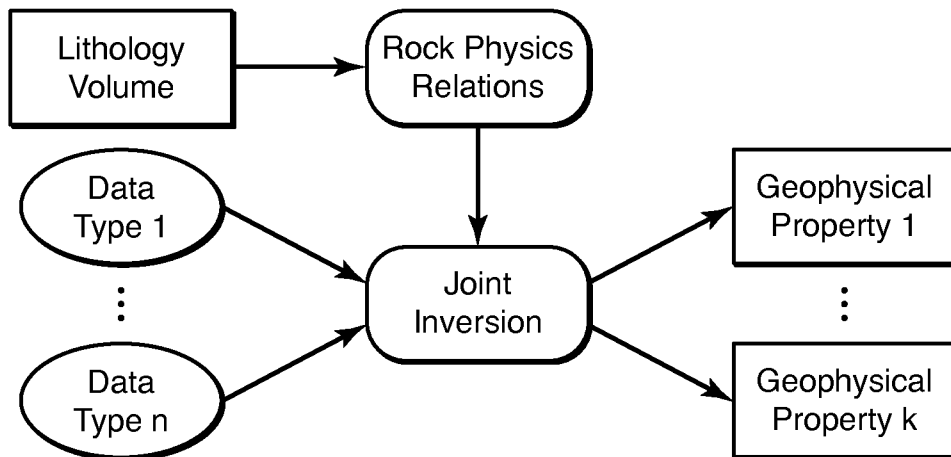 Lithology
Volume
Rock Physics
Relations
Data
Type 1
Joint
Inversion
Geophysical
Property 1
Data
Type n
Geophysical
Property k